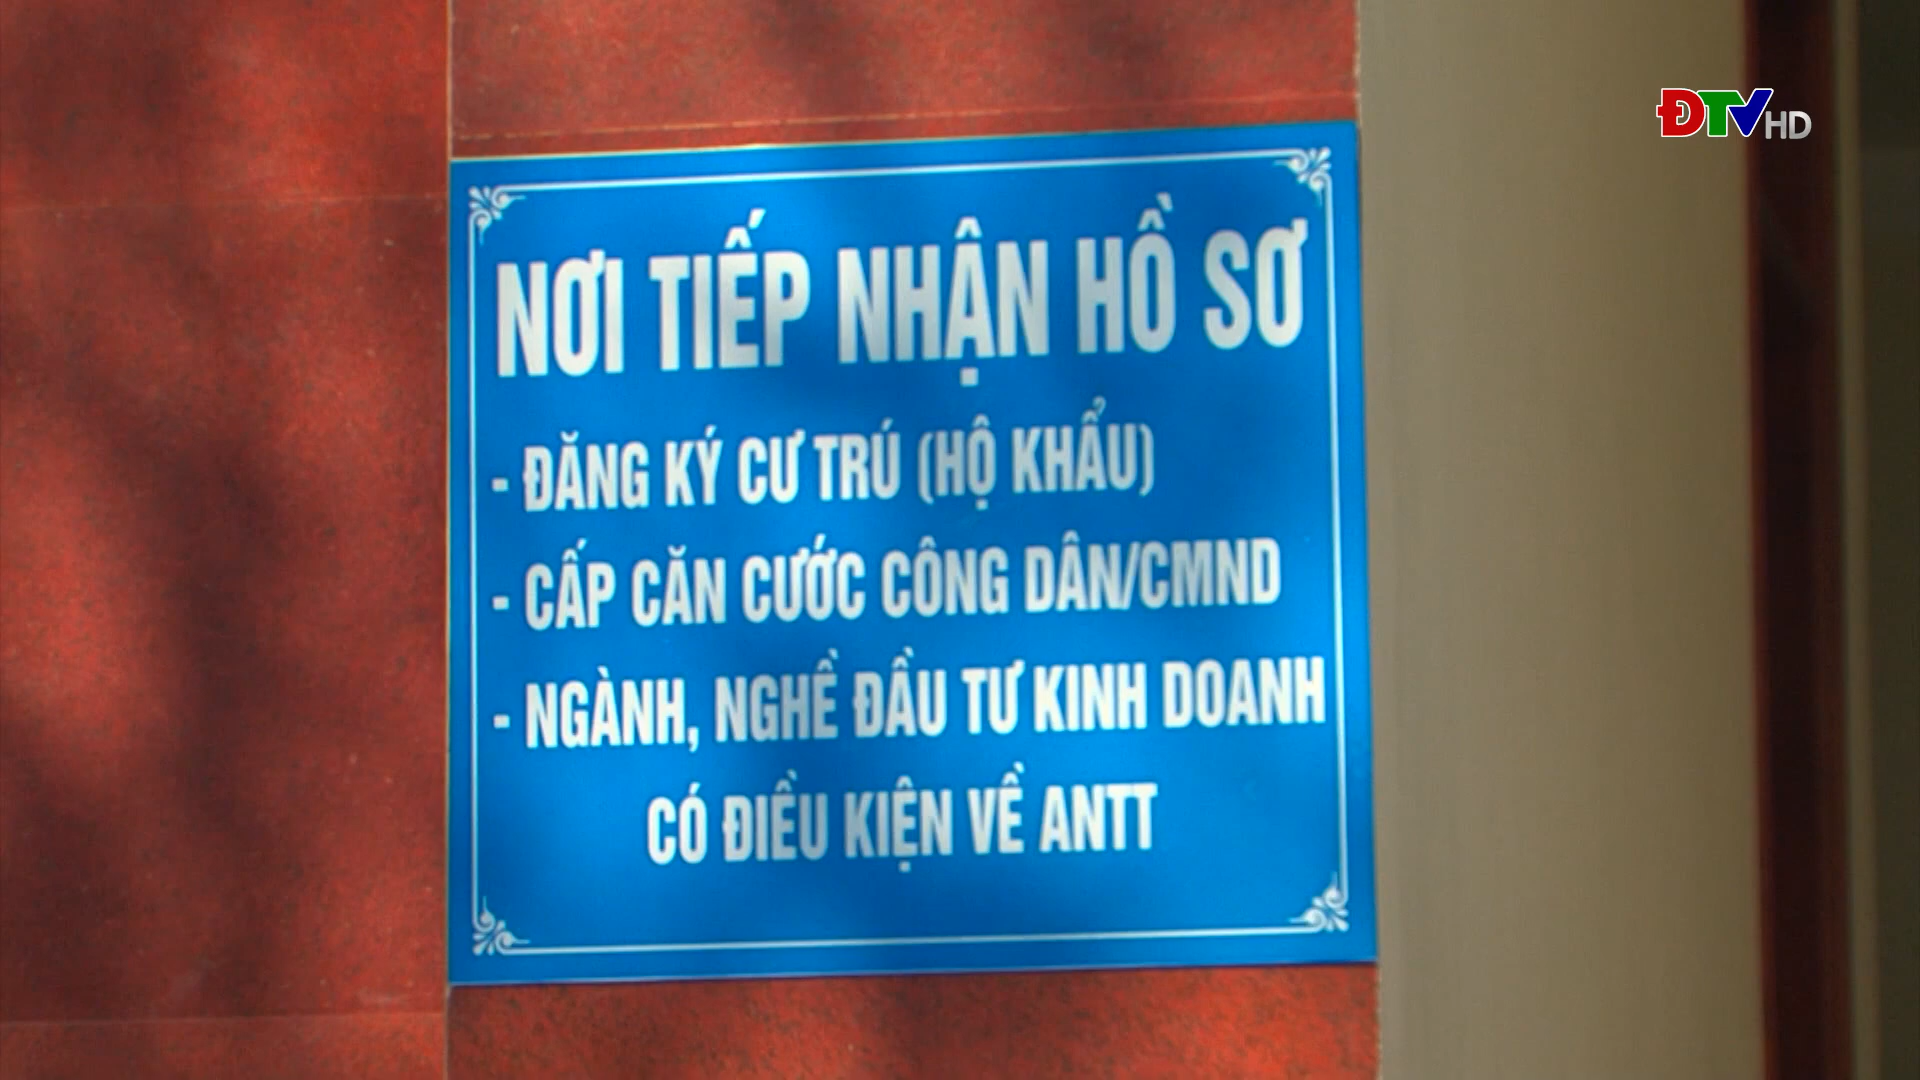 ĐTV HD
NƠI TIẾP NHẬN HỒ SƠ
- ĐĂNG KÝ CƯ TRÚ (HỘ KHẨU)
- CẤP CĂN CƯỚC CÔNG DÂN/CMND
- NGÀNH, NGHỀ ĐẦU TƯ KINH DOANH
CÓ ĐIỀU KIỆN VỀ ANTT